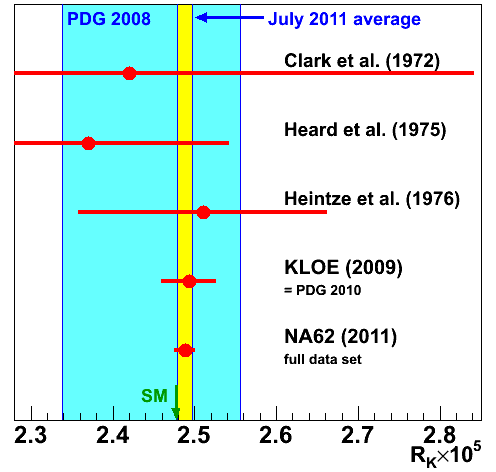 PDG 2008
July 2011 average
Clark et al. (1972)
Heard et al. (1975)
Heintze et al. (1976)
KLOE (2009)
= PDG 2010
NA62 (2011)
full data set
SM
2.3 2.4 2.5 2.6 2.7 2.8
R_K×10^5